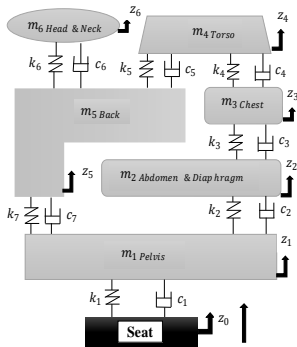 z6
m6 Head & Neck
z4
m4 Torso
k6 c6 k5 c5 k4 c4
z3
m5 Back
m3 Chest
k3 c3
z2
z5
m2 Abdomen & Diaphragm
k7 c7 k2 c2
z1
m1 Pelvis
k1 c1
z0
Seat